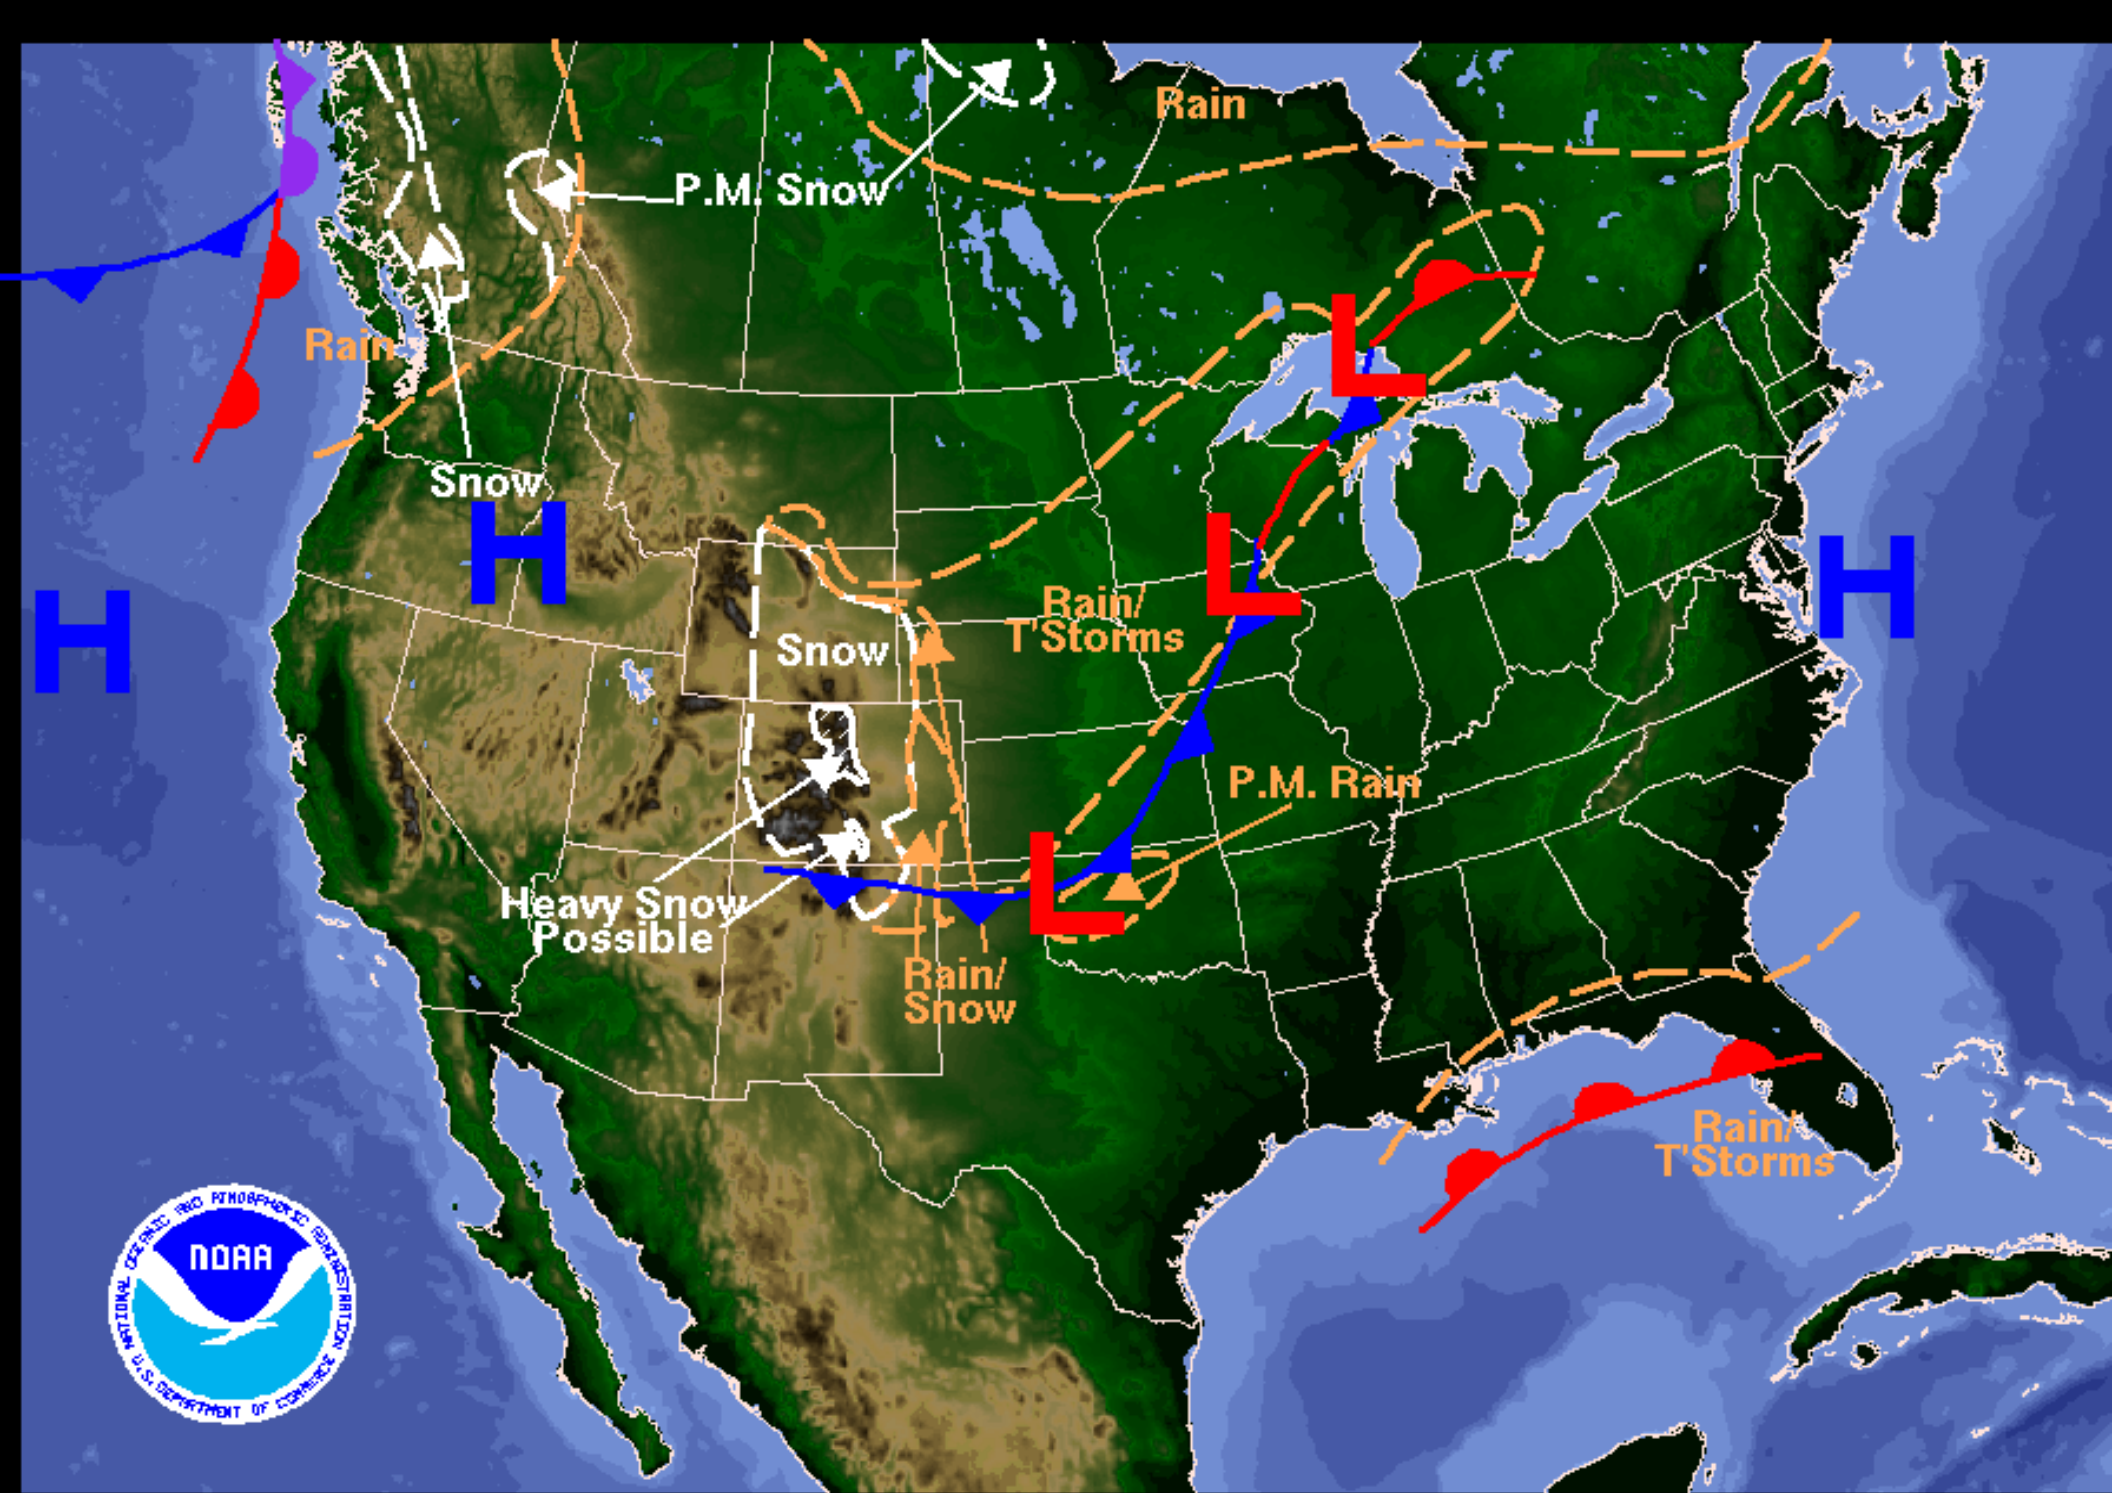 Rain
P.M. Snow
Rain
Snow
H
L
H
H
L
Rain/
T'Storms
Snow
P.M. Rain
L
Heavy Snow
Possible
Rain/
Snow
Rain/
T'Storms
NOAA
NATIONAL OCEANIC AND ATMOSPHERIC ADMINISTRATION
U.S. DEPARTMENT OF COMMERCE